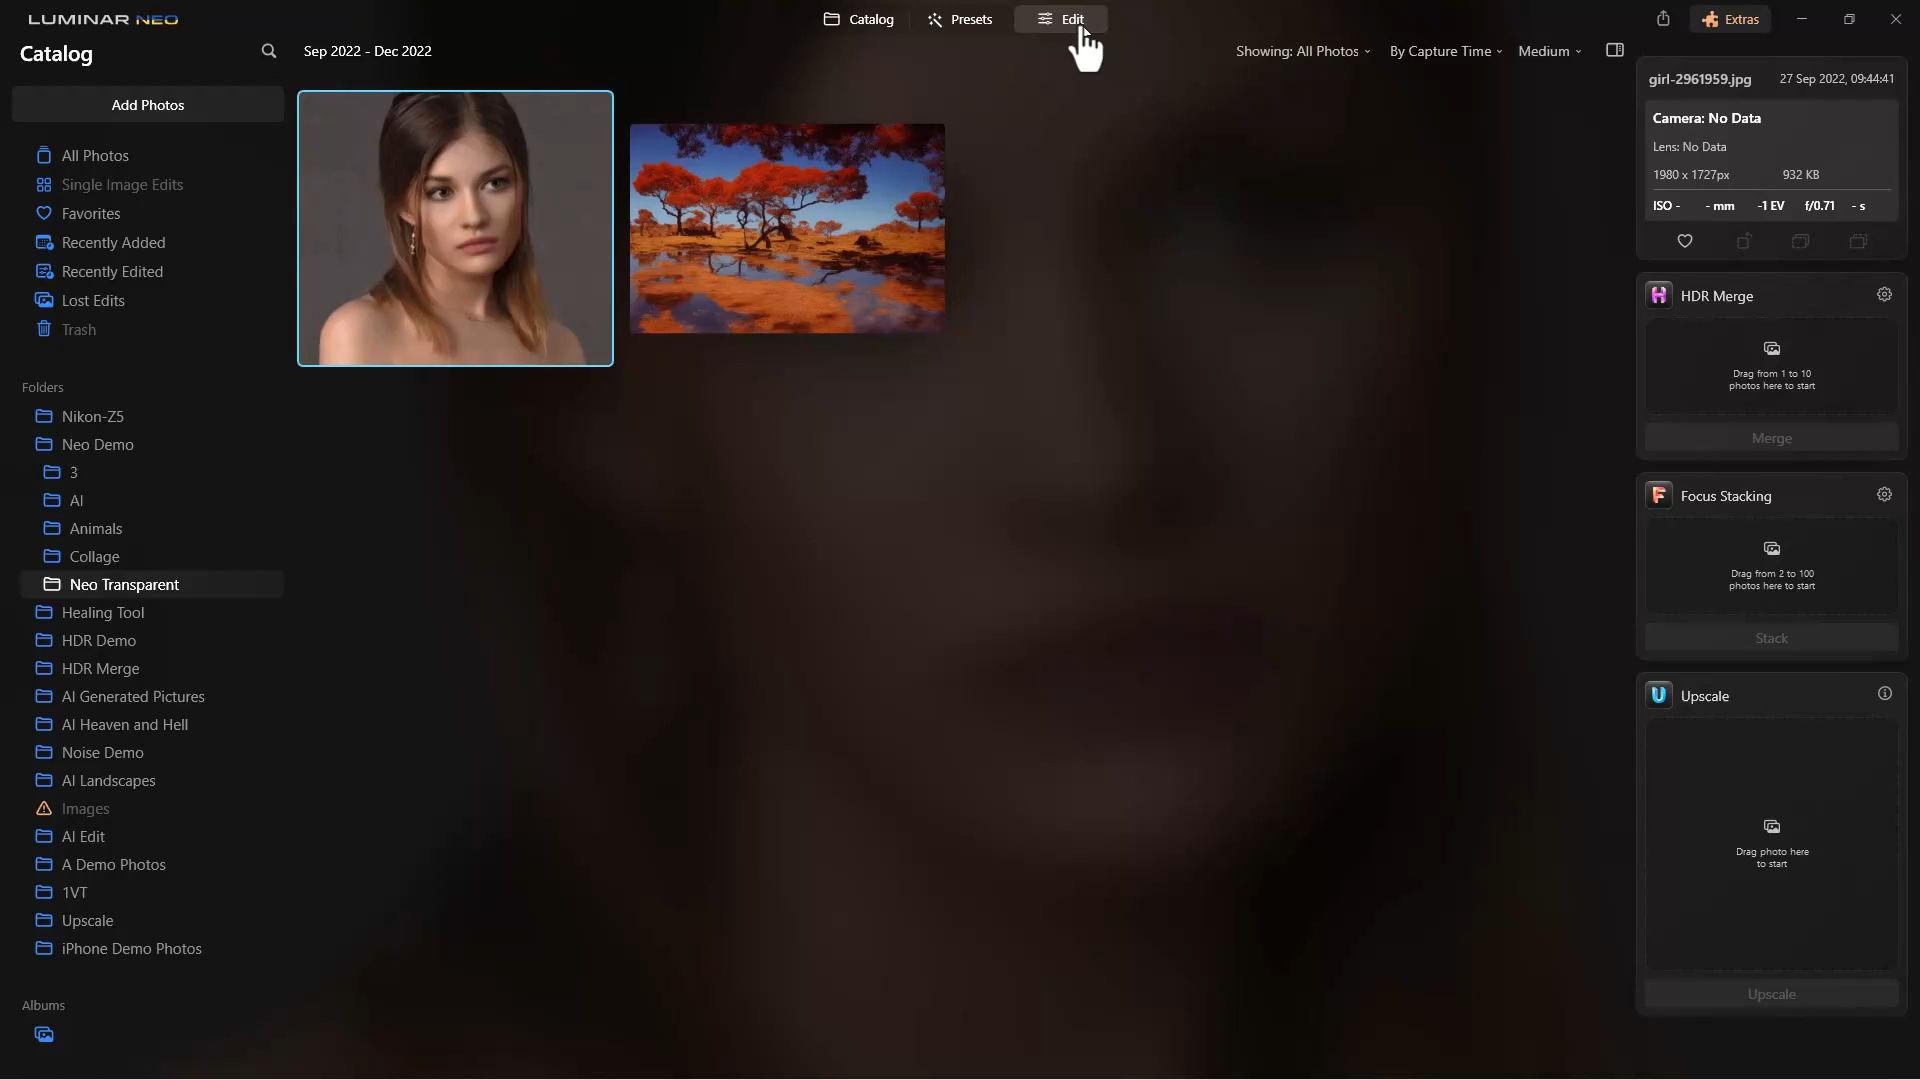 LUMINAR NEO
Catalog
Presets
Edit
Extras
Catalog
Sep 2022 - Dec 2022
Showing: All Photos
By Capture Time
Medium
Add Photos
All Photos
Single Image Edits
Favorites
Recently Added
Recently Edited
Lost Edits
Trash
Folders
Nikon-Z5
Neo Demo
3
AI
Animals
Collage
Neo Transparent
Healing Tool
HDR Demo
HDR Merge
AI Generated Pictures
AI Heaven and Hell
Noise Demo
AI Landscapes
Images
AI Edit
A Demo Photos
1VT
Upscale
iPhone Demo Photos
Albums
girl-2961959.jpg 27 Sep 2022, 09:44:41
Camera: No Data
Lens: No Data
1980 x 1727px 932 KB
ISO - - mm -1 EV f/0.71 - s
H HDR Merge
Drag from 1 to 10
photos here to start
Merge
F Focus Stacking
Drag from 2 to 100
photos here to start
Stack
U Upscale
Drag photo here
to start
Upscale